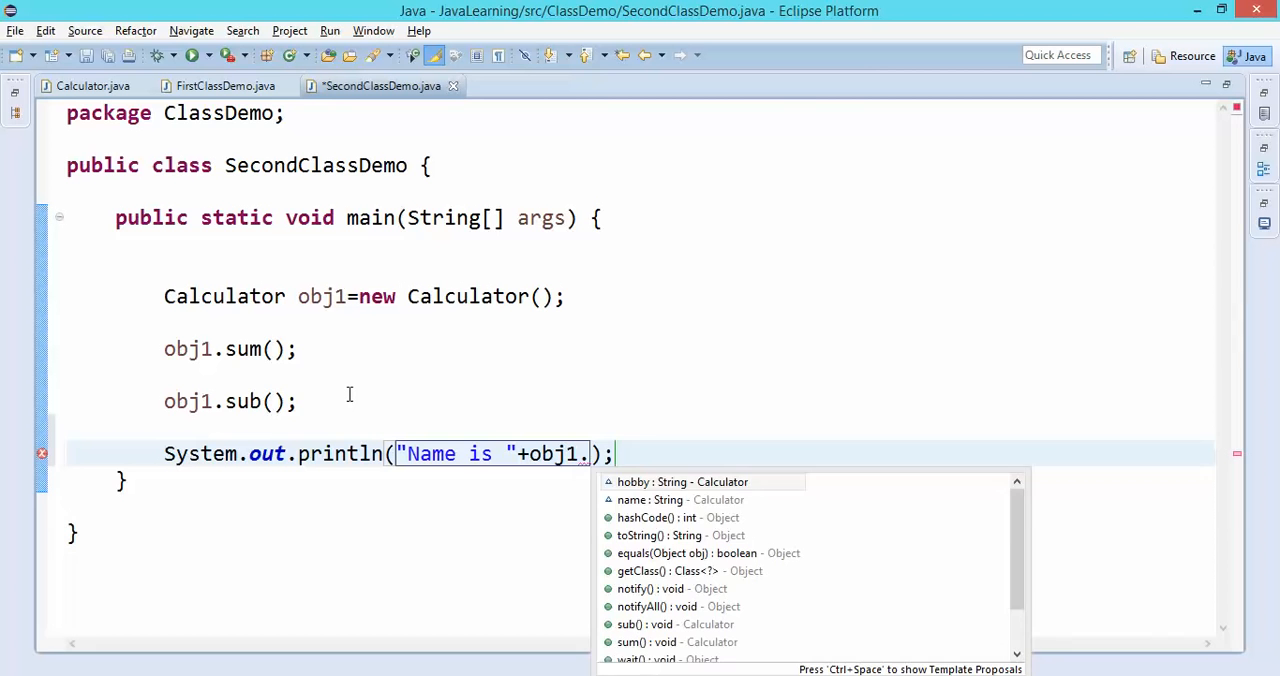 Java - JavaLearning/src/ClassDemo/SecondClassDemo.java - Eclipse Platform
File Edit Source Refactor Navigate Search Project Run Window Help
Quick Access Resource Java
Calculator.java FirstClassDemo.java *SecondClassDemo.java
package ClassDemo;
public class SecondClassDemo {
public static void main(String[] args) {
Calculator obj1=new Calculator();
obj1.sum();
obj1.sub();
System.out.println("Name is "+obj1.);
}
}
hobby : String - Calculator
name : String - Calculator
hashCode() : int - Object
toString() : String - Object
equals(Object obj) : boolean - Object
getClass() : Class<?> - Object
notify() : void - Object
notifyAll() : void - Object
sub() : void - Calculator
sum() : void - Calculator
wait() : void - Object
Press 'Ctrl+Space' to show Template Proposals